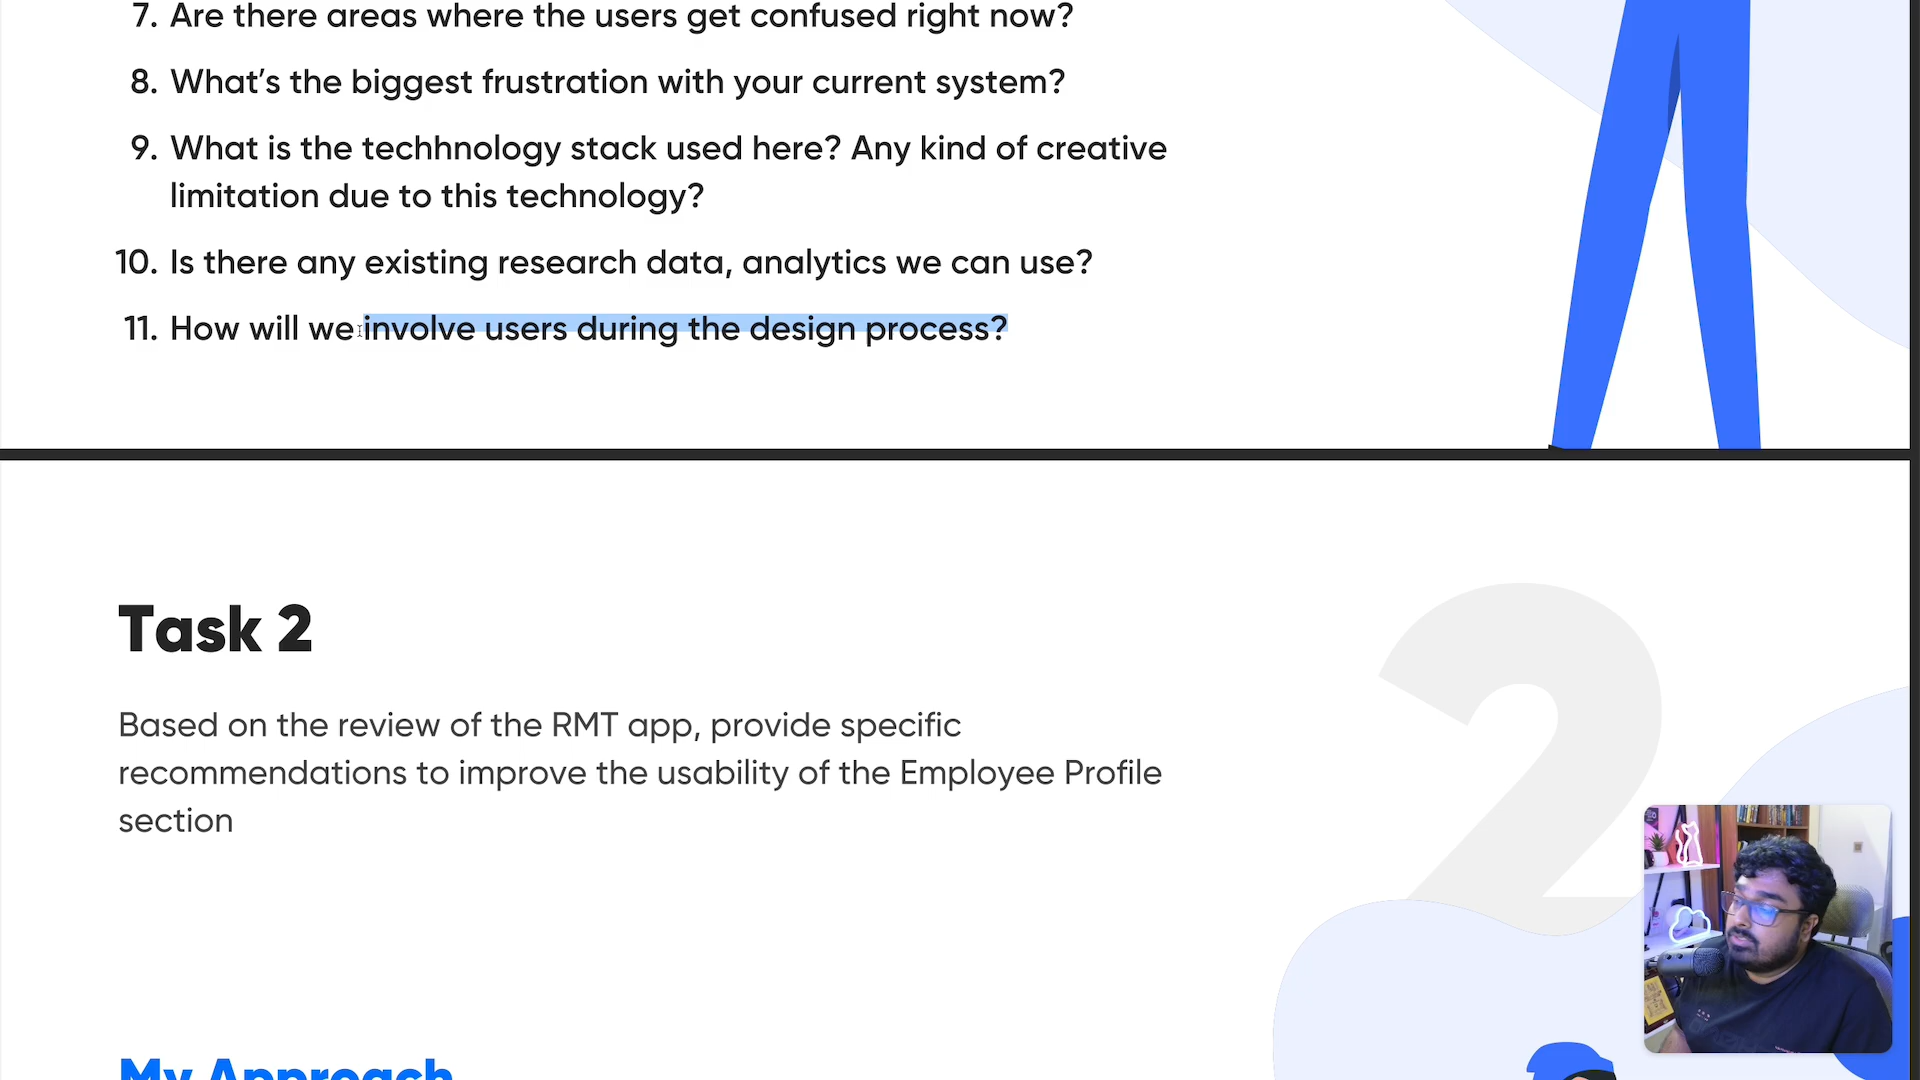 7. Are there areas where the users get confused right now?
8. What's the biggest frustration with your current system?
9. What is the techhnology stack used here? Any kind of creative
limitation due to this technology?
10. Is there any existing research data, analytics we can use?
11. How will we involve users during the design process?
2
Task 2
Based on the review of the RMT app, provide specific
recommendations to improve the usability of the Employee Profile
section
My Approach